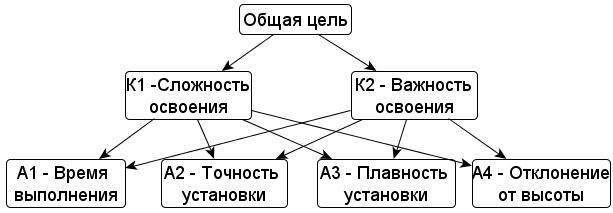 Общая цель
К1 -Сложность
освоения
К2 - Важность
освоения
А1 - Время
выполнения
А2 - Точность
установки
А3 - Плавность
установки
А4 - Отклонение
от высоты